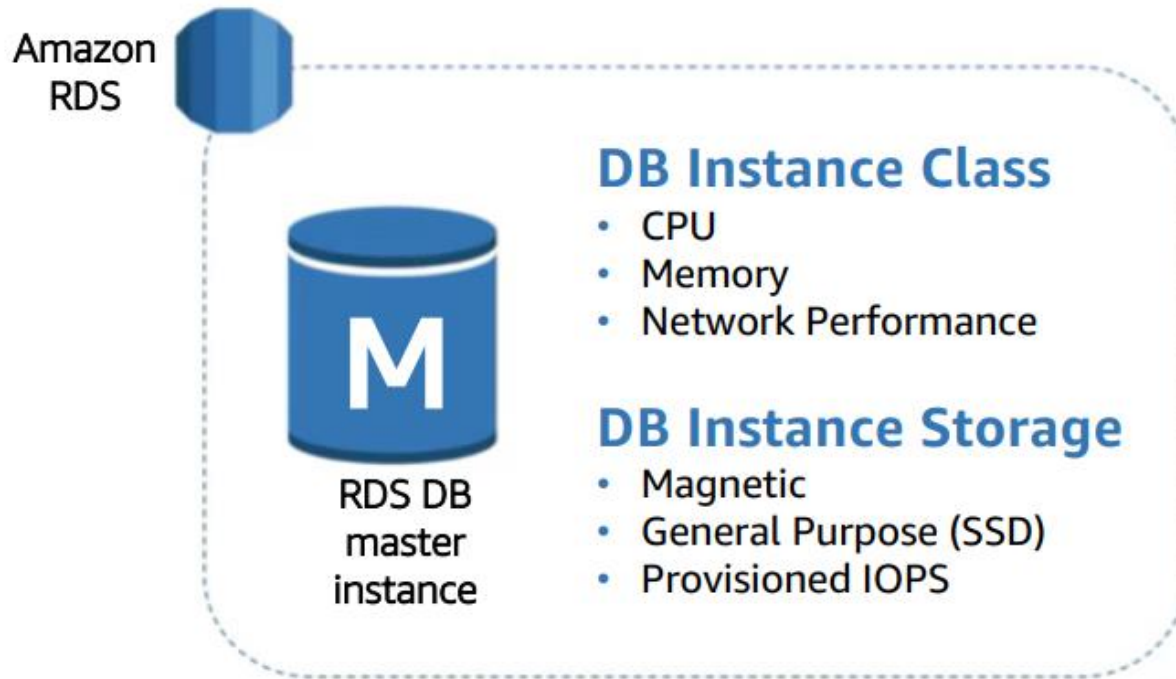 Amazon
RDS
M
RDS DB
master
instance
DB Instance Class
• CPU
• Memory
• Network Performance
DB Instance Storage
• Magnetic
• General Purpose (SSD)
• Provisioned IOPS